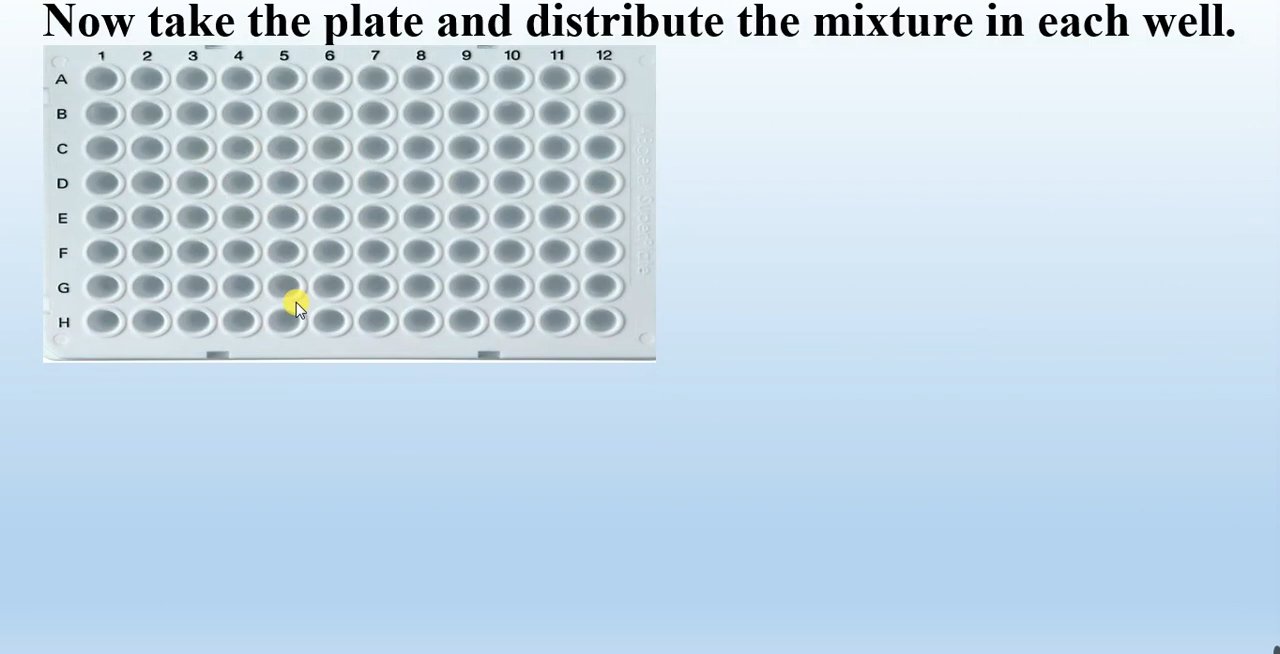 Now take the plate and distribute the mixture in each well.
1 2 3 4 5 6 7 8 9 10 11 12
A
B
C
D
E
F
G
H